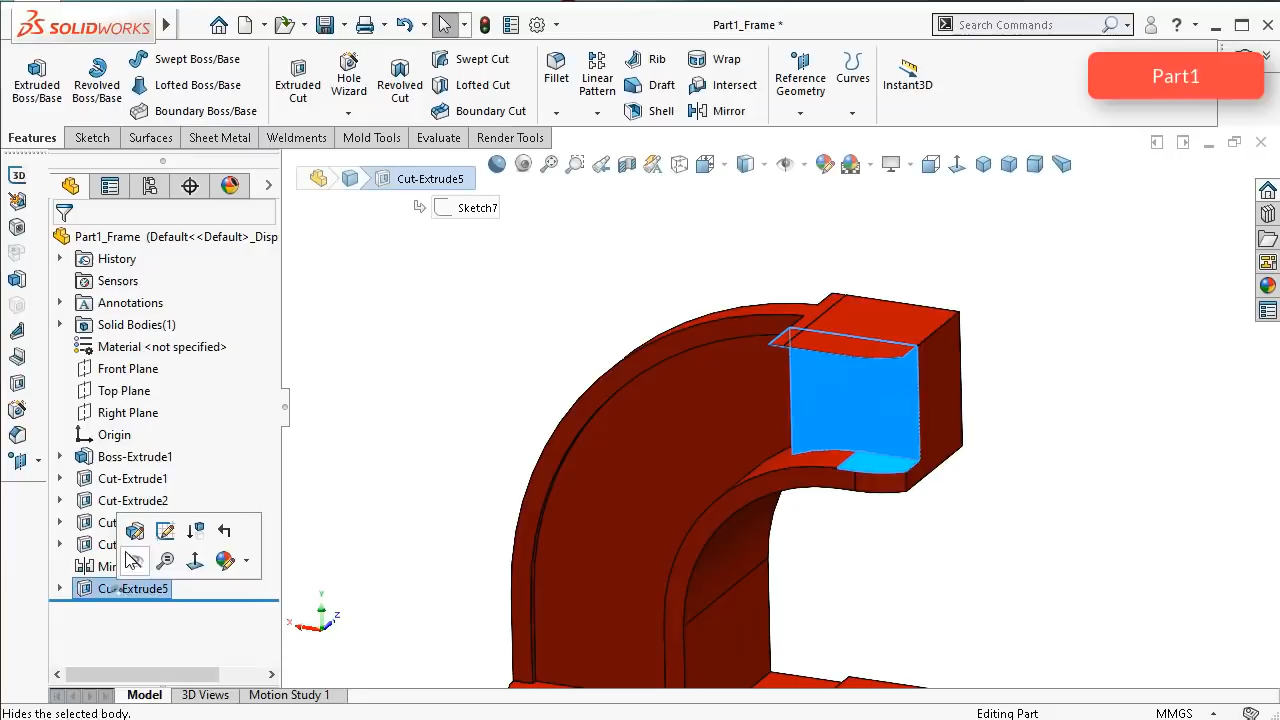 SOLIDWORKS
Part1_Frame *
Search Commands
Part1
Extruded Boss/Base
Revolved Boss/Base
Swept Boss/Base
Lofted Boss/Base
Boundary Boss/Base
Extruded Cut
Hole Wizard
Revolved Cut
Swept Cut
Lofted Cut
Boundary Cut
Fillet
Linear Pattern
Rib
Draft
Shell
Wrap
Intersect
Mirror
Reference Geometry
Curves
Instant3D
Features
Sketch
Surfaces
Sheet Metal
Weldments
Mold Tools
Evaluate
Render Tools
3D
Cut-Extrude5
Sketch7
Part1_Frame (Default<<Default>_Disp
History
Sensors
Annotations
Solid Bodies(1)
Material <not specified>
Front Plane
Top Plane
Right Plane
Origin
Boss-Extrude1
Cut-Extrude1
Cut-Extrude2
Cut
Cut
Mir
Cut-Extrude5
Y
X
Z
Model
3D Views
Motion Study 1
Hides the selected body.
Editing Part
MMGS